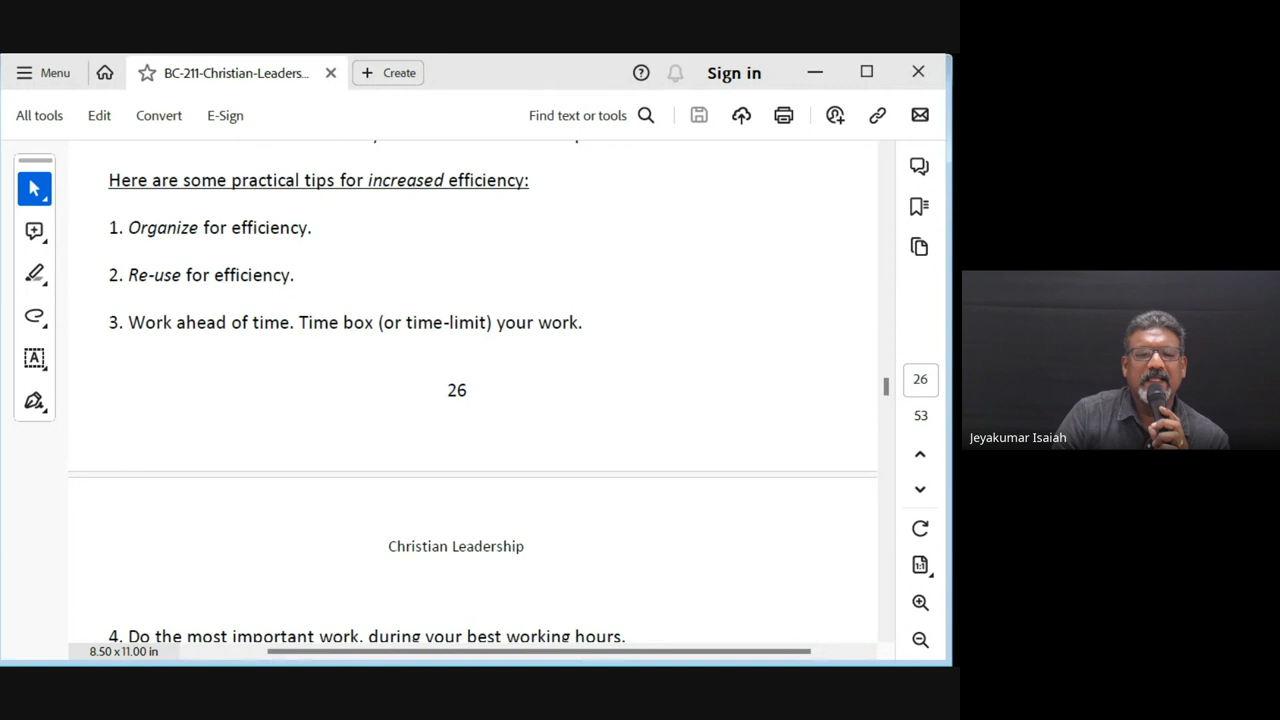 Menu
BC-211-Christian-Leaders...
Create
Sign in
All tools
Edit
Convert
E-Sign
Find text or tools
Here are some practical tips for increased efficiency:
1. Organize for efficiency.
2. Re-use for efficiency.
3. Work ahead of time. Time box (or time-limit) your work.
26
26
53
Jeyakumar Isaiah
Christian Leadership
1:1
4. Do the most important work, during your best working hours.
8.50 x 11.00 in